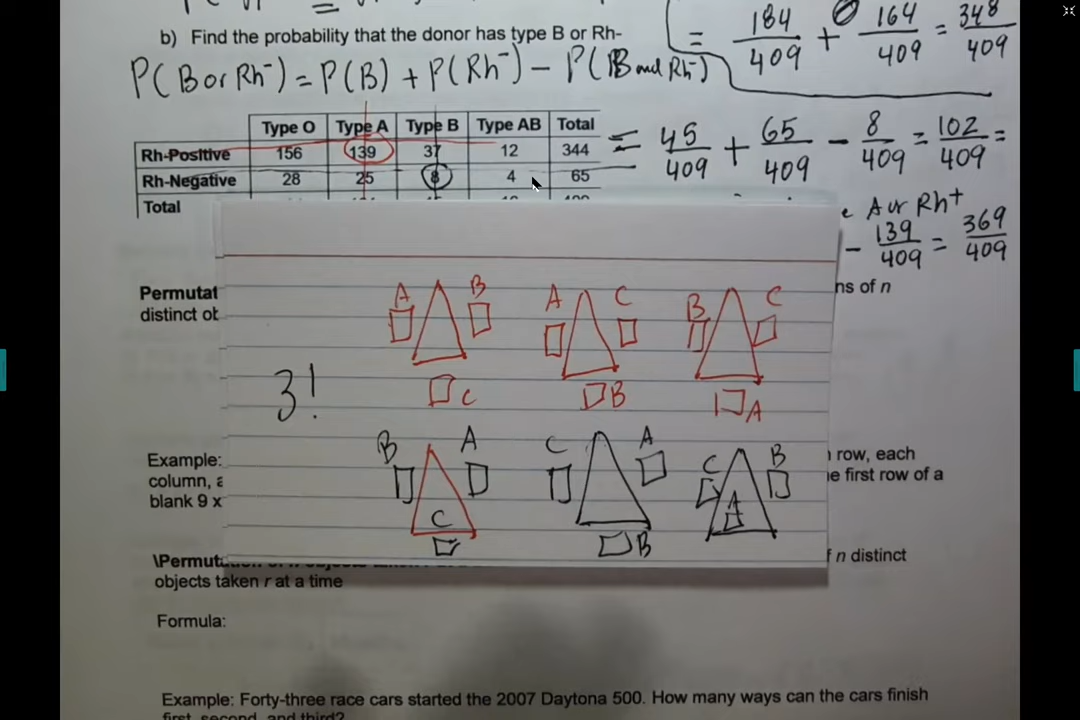 b) Find the probability that the donor has type B or Rh-
P(B or Rh⁻) = P(B) + P(Rh⁻) - P(B and Rh⁻)
= 184/409 + 164/409 = 348/409
Type O Type A Type B Type AB Total
Rh-Positive 156 139 37 12 344
Rh-Negative 28 25 8 4 65
Total
= 45/409 + 65/409 - 8/409 = 102/409 =
A or Rh+
- 139/409 = 369/409
Permutat
ns of n
distinct ob
A B A C B C
C B A
3!
B A C A C B
C B A
Example:
row, each
column, a
e first row of a
blank 9 x
\Permut
f n distinct
objects taken r at a time
Formula:
Example: Forty-three race cars started the 2007 Daytona 500. How many ways can the cars finish
first, second, and third?